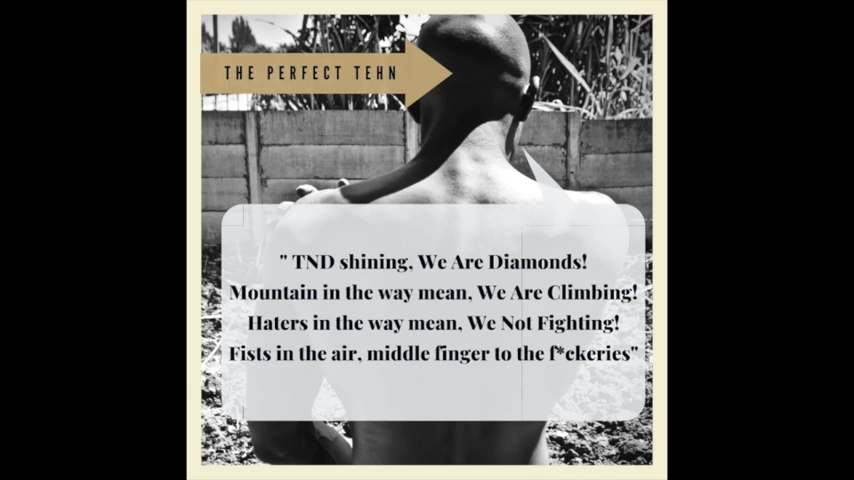 THE PERFECT TEHN
" TND shining, We Are Diamonds!
Mountain in the way mean, We Are Climbing!
Haters in the way mean, We Not Fighting!
Fists in the air, middle finger to the f*ckeries"